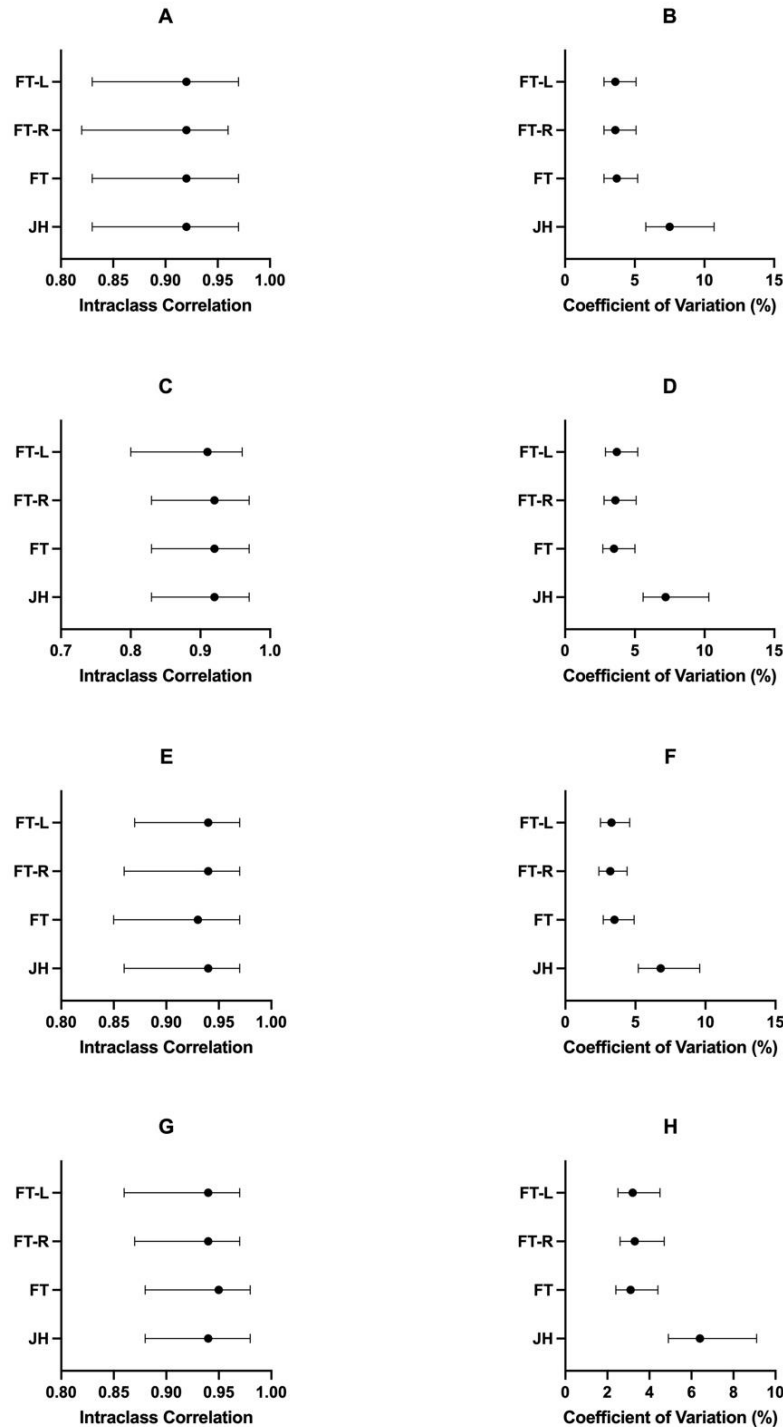 A
FT-L
FT-R
FT
JH
0.80 0.85 0.90 0.95 1.00
Intraclass Correlation
B
FT-L
FT-R
FT
JH
0 5 10 15
Coefficient of Variation (%)
C
FT-L
FT-R
FT
JH
0.7 0.8 0.9 1.0
Intraclass Correlation
D
FT-L
FT-R
FT
JH
0 5 10 15
Coefficient of Variation (%)
E
FT-L
FT-R
FT
JH
0.80 0.85 0.90 0.95 1.00
Intraclass Correlation
F
FT-L
FT-R
FT
JH
0 5 10 15
Coefficient of Variation (%)
G
FT-L
FT-R
FT
JH
0.80 0.85 0.90 0.95 1.00
Intraclass Correlation
H
FT-L
FT-R
FT
JH
0 2 4 6 8 10
Coefficient of Variation (%)